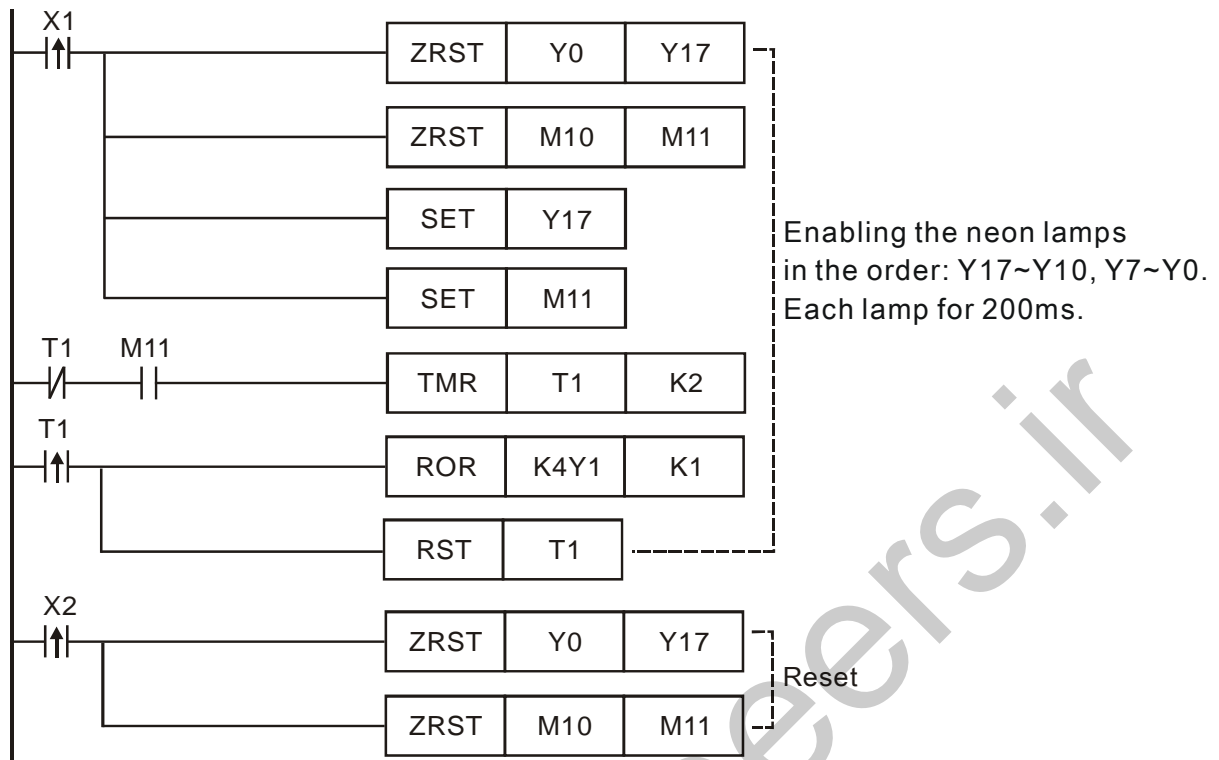 X1
ZRST Y0 Y17
ZRST M10 M11
SET Y17
SET M11
Enabling the neon lamps
in the order: Y17~Y10, Y7~Y0.
Each lamp for 200ms.
T1 M11
TMR T1 K2
T1
ROR K4Y1 K1
RST T1
X2
ZRST Y0 Y17
Reset
ZRST M10 M11
eers.ir